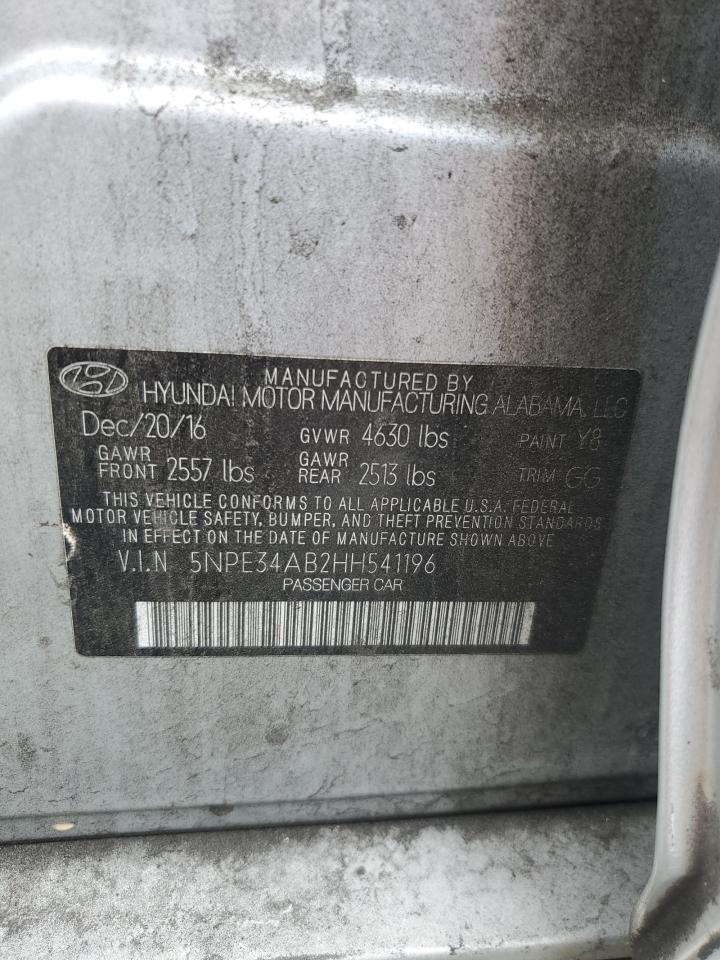 MANUFACTURED BY
HYUNDAI MOTOR MANUFACTURING ALABAMA, LLC
Dec/20/16 GVWR 4630 lbs PAINT Y8
GAWR FRONT 2557 lbs GAWR REAR 2513 lbs TRIM GG
THIS VEHICLE CONFORMS TO ALL APPLICABLE U.S.A. FEDERAL
MOTOR VEHICLE SAFETY, BUMPER, AND THEFT PREVENTION STANDARDS
IN EFFECT ON THE DATE OF MANUFACTURE SHOWN ABOVE.
V.I.N 5NPE34AB2HH541196
PASSENGER CAR